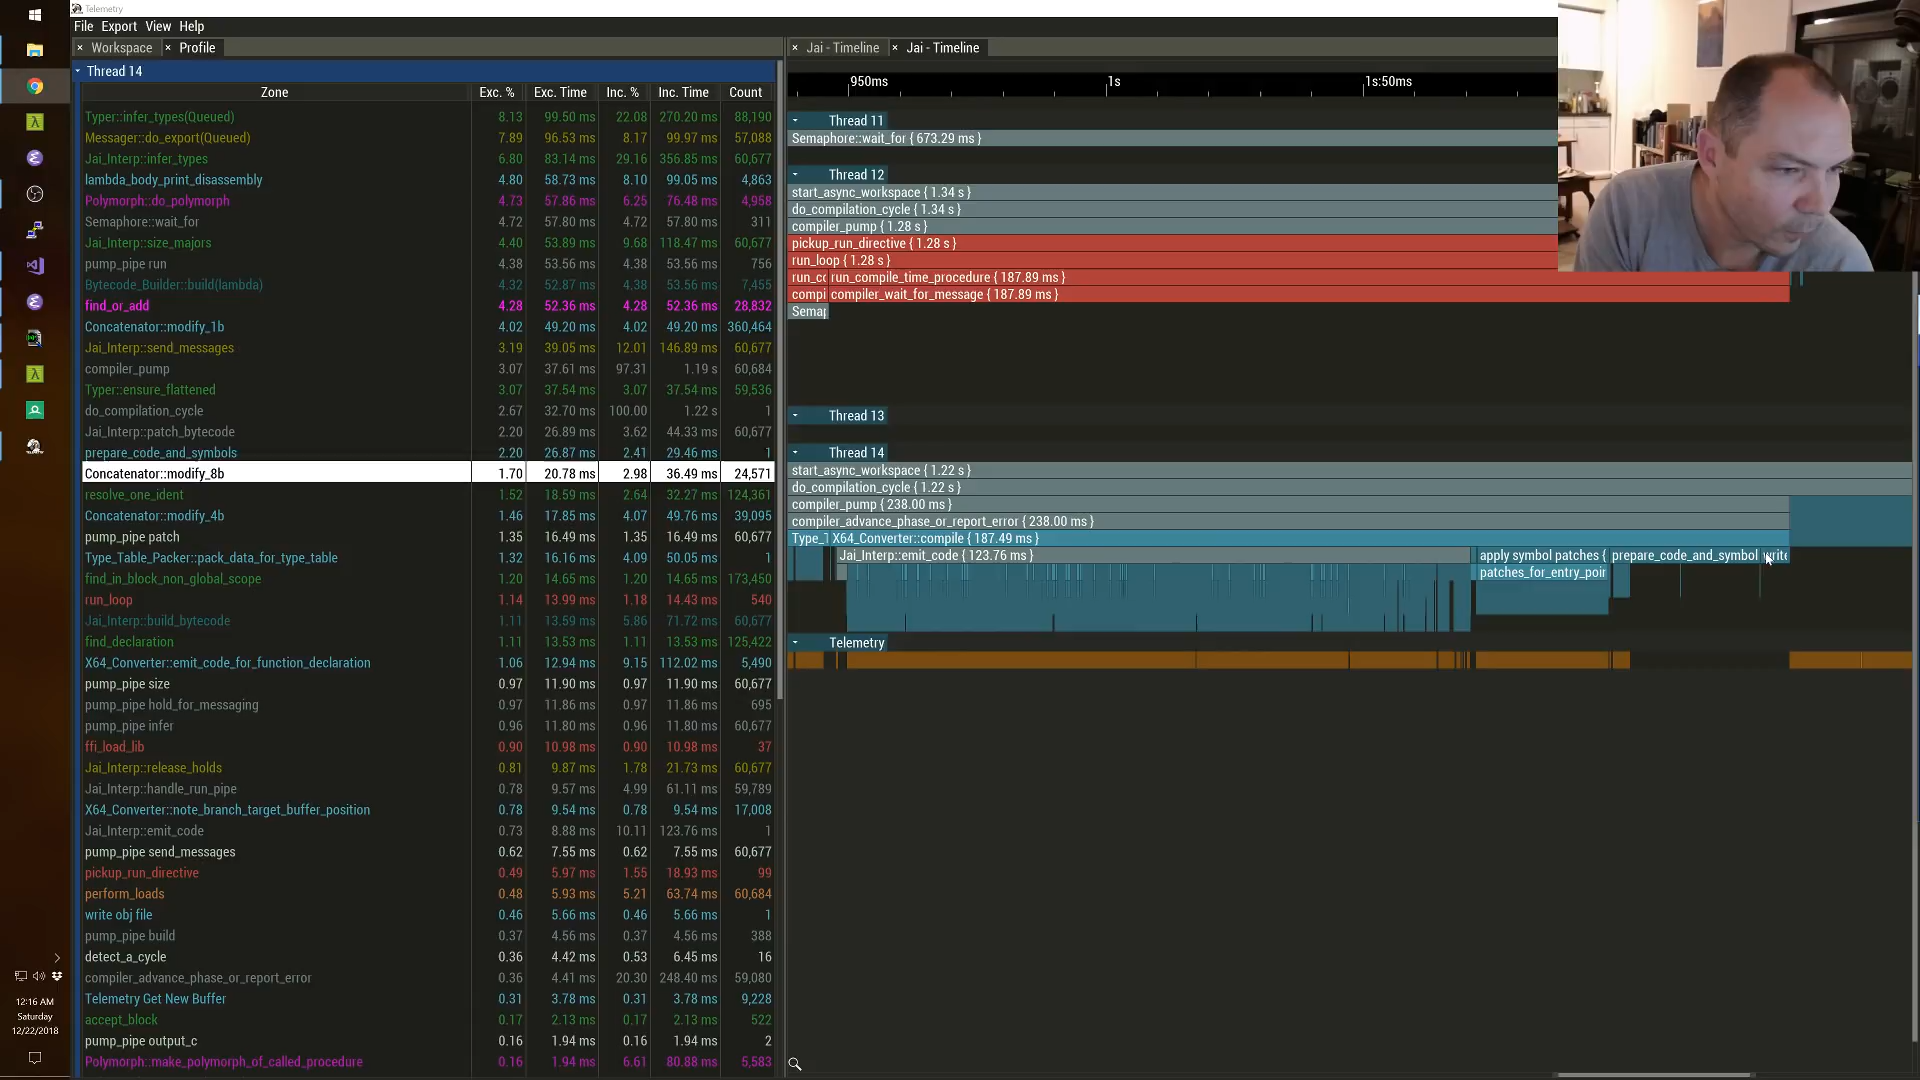 Telemetry
File Export View Help
× Workspace × Profile
Thread 14
Zone Exc. % Exc. Time Inc. % Inc. Time Count
Typer::infer_types(Queued) 8.13 99.50 ms 22.08 270.20 ms 88,190
Messager::do_export(Queued) 7.89 96.53 ms 8.17 99.97 ms 57,088
Jai_Interp::infer_types 6.80 83.14 ms 29.16 356.85 ms 60,677
lambda_body_print_disassembly 4.80 58.73 ms 8.10 99.05 ms 4,863
Polymorph::do_polymorph 4.73 57.86 ms 6.25 76.48 ms 4,958
Semaphore::wait_for 4.72 57.80 ms 4.72 57.80 ms 311
Jai_Interp::size_majors 4.40 53.89 ms 9.68 118.47 ms 60,677
pump_pipe run 4.38 53.56 ms 4.38 53.56 ms 756
Bytecode_Builder::build(lambda) 4.32 52.87 ms 4.38 53.56 ms 7,455
find_or_add 4.28 52.36 ms 4.28 52.36 ms 28,832
Concatenator::modify_1b 4.02 49.20 ms 4.02 49.20 ms 360,464
Jai_Interp::send_messages 3.19 39.05 ms 12.01 146.89 ms 60,677
compiler_pump 3.07 37.61 ms 97.31 1.19 s 60,684
Typer::ensure_flattened 3.07 37.54 ms 3.07 37.54 ms 59,536
do_compilation_cycle 2.67 32.70 ms 100.00 1.22 s 1
Jai_Interp::patch_bytecode 2.20 26.89 ms 3.62 44.33 ms 60,677
prepare_code_and_symbols 2.20 26.87 ms 2.41 29.46 ms 1
Concatenator::modify_8b 1.70 20.78 ms 2.98 36.49 ms 24,571
resolve_one_ident 1.52 18.59 ms 2.64 32.27 ms 124,361
Concatenator::modify_4b 1.46 17.85 ms 4.07 49.76 ms 39,095
pump_pipe patch 1.35 16.49 ms 1.35 16.49 ms 60,677
Type_Table_Packer::pack_data_for_type_table 1.32 16.16 ms 4.09 50.05 ms 1
find_in_block_non_global_scope 1.20 14.65 ms 1.20 14.65 ms 173,450
run_loop 1.14 13.99 ms 1.18 14.43 ms 540
Jai_Interp::build_bytecode 1.11 13.59 ms 5.86 71.72 ms 60,677
find_declaration 1.11 13.53 ms 1.11 13.53 ms 125,422
X64_Converter::emit_code_for_function_declaration 1.06 12.94 ms 9.15 112.02 ms 5,490
pump_pipe size 0.97 11.90 ms 0.97 11.90 ms 60,677
pump_pipe hold_for_messaging 0.97 11.86 ms 0.97 11.86 ms 695
pump_pipe infer 0.96 11.80 ms 0.96 11.80 ms 60,677
ffi_load_lib 0.90 10.98 ms 0.90 10.98 ms 37
Jai_Interp::release_holds 0.81 9.87 ms 1.78 21.73 ms 60,677
Jai_Interp::handle_run_pipe 0.78 9.57 ms 4.99 61.11 ms 59,789
X64_Converter::note_branch_target_buffer_position 0.78 9.54 ms 0.78 9.54 ms 17,008
Jai_Interp::emit_code 0.73 8.88 ms 10.11 123.76 ms 1
pump_pipe send_messages 0.62 7.55 ms 0.62 7.55 ms 60,677
pickup_run_directive 0.49 5.97 ms 1.55 18.93 ms 99
perform_loads 0.48 5.93 ms 5.21 63.74 ms 60,684
write obj file 0.46 5.66 ms 0.46 5.66 ms 1
pump_pipe build 0.37 4.56 ms 0.37 4.56 ms 388
detect_a_cycle 0.36 4.42 ms 0.53 6.45 ms 16
compiler_advance_phase_or_report_error 0.36 4.41 ms 20.30 248.40 ms 59,080
Telemetry Get New Buffer 0.31 3.78 ms 0.31 3.78 ms 9,228
accept_block 0.17 2.13 ms 0.17 2.13 ms 522
pump_pipe output_c 0.16 1.94 ms 0.16 1.94 ms 2
Polymorph::make_polymorph_of_called_procedure 0.16 1.94 ms 6.61 80.88 ms 5,583
× Jai - Timeline × Jai - Timeline
950ms 1s 1s:50ms
Thread 11
Semaphore::wait_for { 673.29 ms }
Thread 12
start_async_workspace { 1.34 s }
do_compilation_cycle { 1.34 s }
compiler_pump { 1.28 s }
pickup_run_directive { 1.28 s }
run_loop { 1.28 s }
run_cc run_compile_time_procedure { 187.89 ms }
compi compiler_wait_for_message { 187.89 ms }
Semap
Thread 13
Thread 14
start_async_workspace { 1.22 s }
do_compilation_cycle { 1.22 s }
compiler_pump { 238.00 ms }
compiler_advance_phase_or_report_error { 238.00 ms }
Type_T X64_Converter::compile { 187.49 ms }
Jai_Interp::emit_code { 123.76 ms } apply symbol patches { prepare_code_and_symbol write
patches_for_entry_poin
Telemetry
12:16 AM
Saturday
12/22/2018